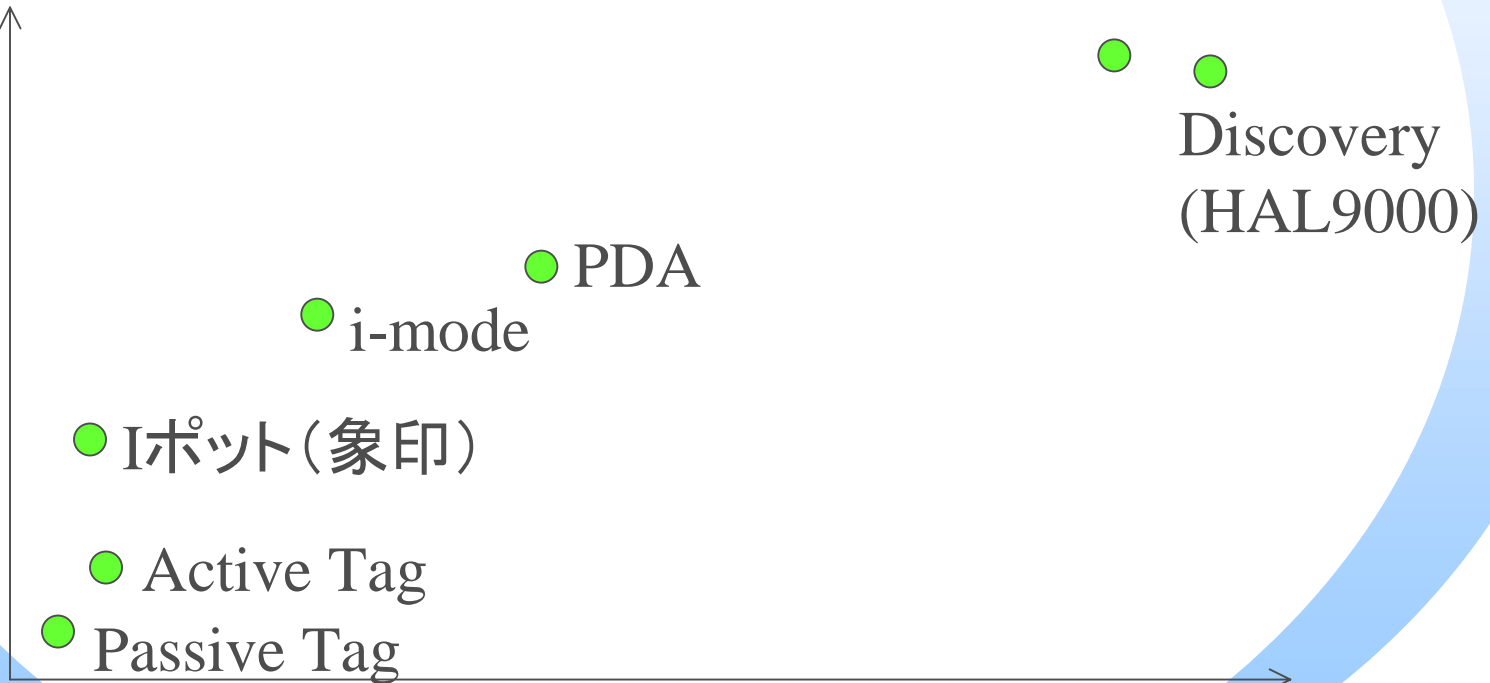 Discovery
(HAL9000)
PDA
i-mode
Iポット（象印）
Active Tag
Passive Tag